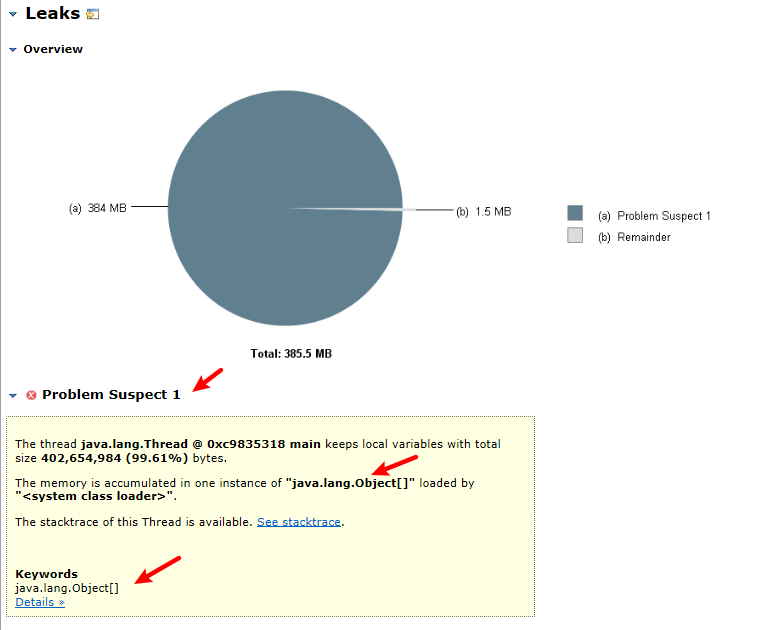 Leaks
Overview
(a) 384 MB
(b) 1.5 MB
(a) Problem Suspect 1
(b) Remainder
Total: 385.5 MB
Problem Suspect 1
The thread java.lang.Thread @ 0xc9835318 main keeps local variables with total
size 402,654,984 (99.61%) bytes.
The memory is accumulated in one instance of "java.lang.Object[]" loaded by
"<system class loader>".
The stacktrace of this Thread is available. See stacktrace.
Keywords
java.lang.Object[]
Details »